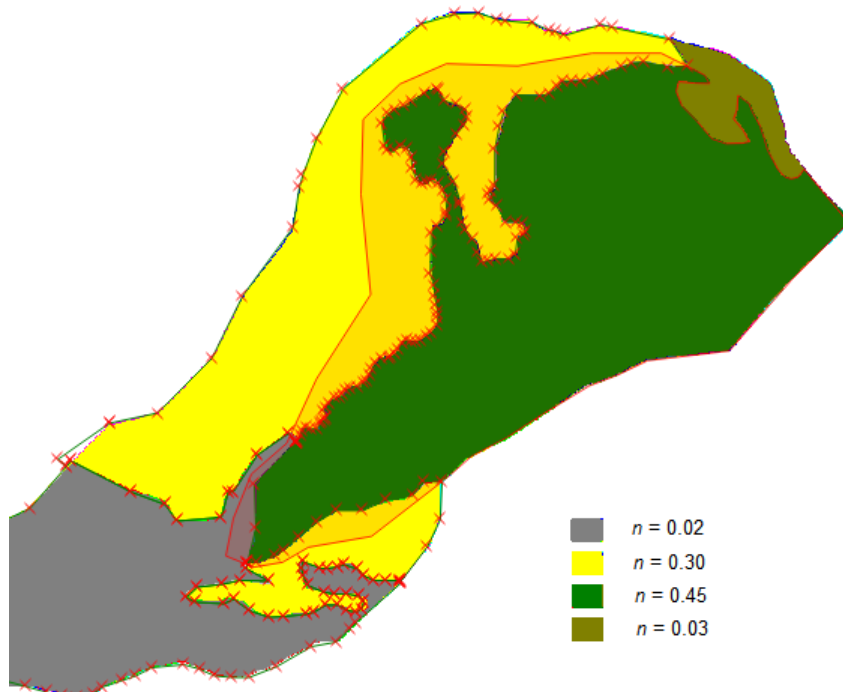 n = 0.02
n = 0.30
n = 0.45
n = 0.03